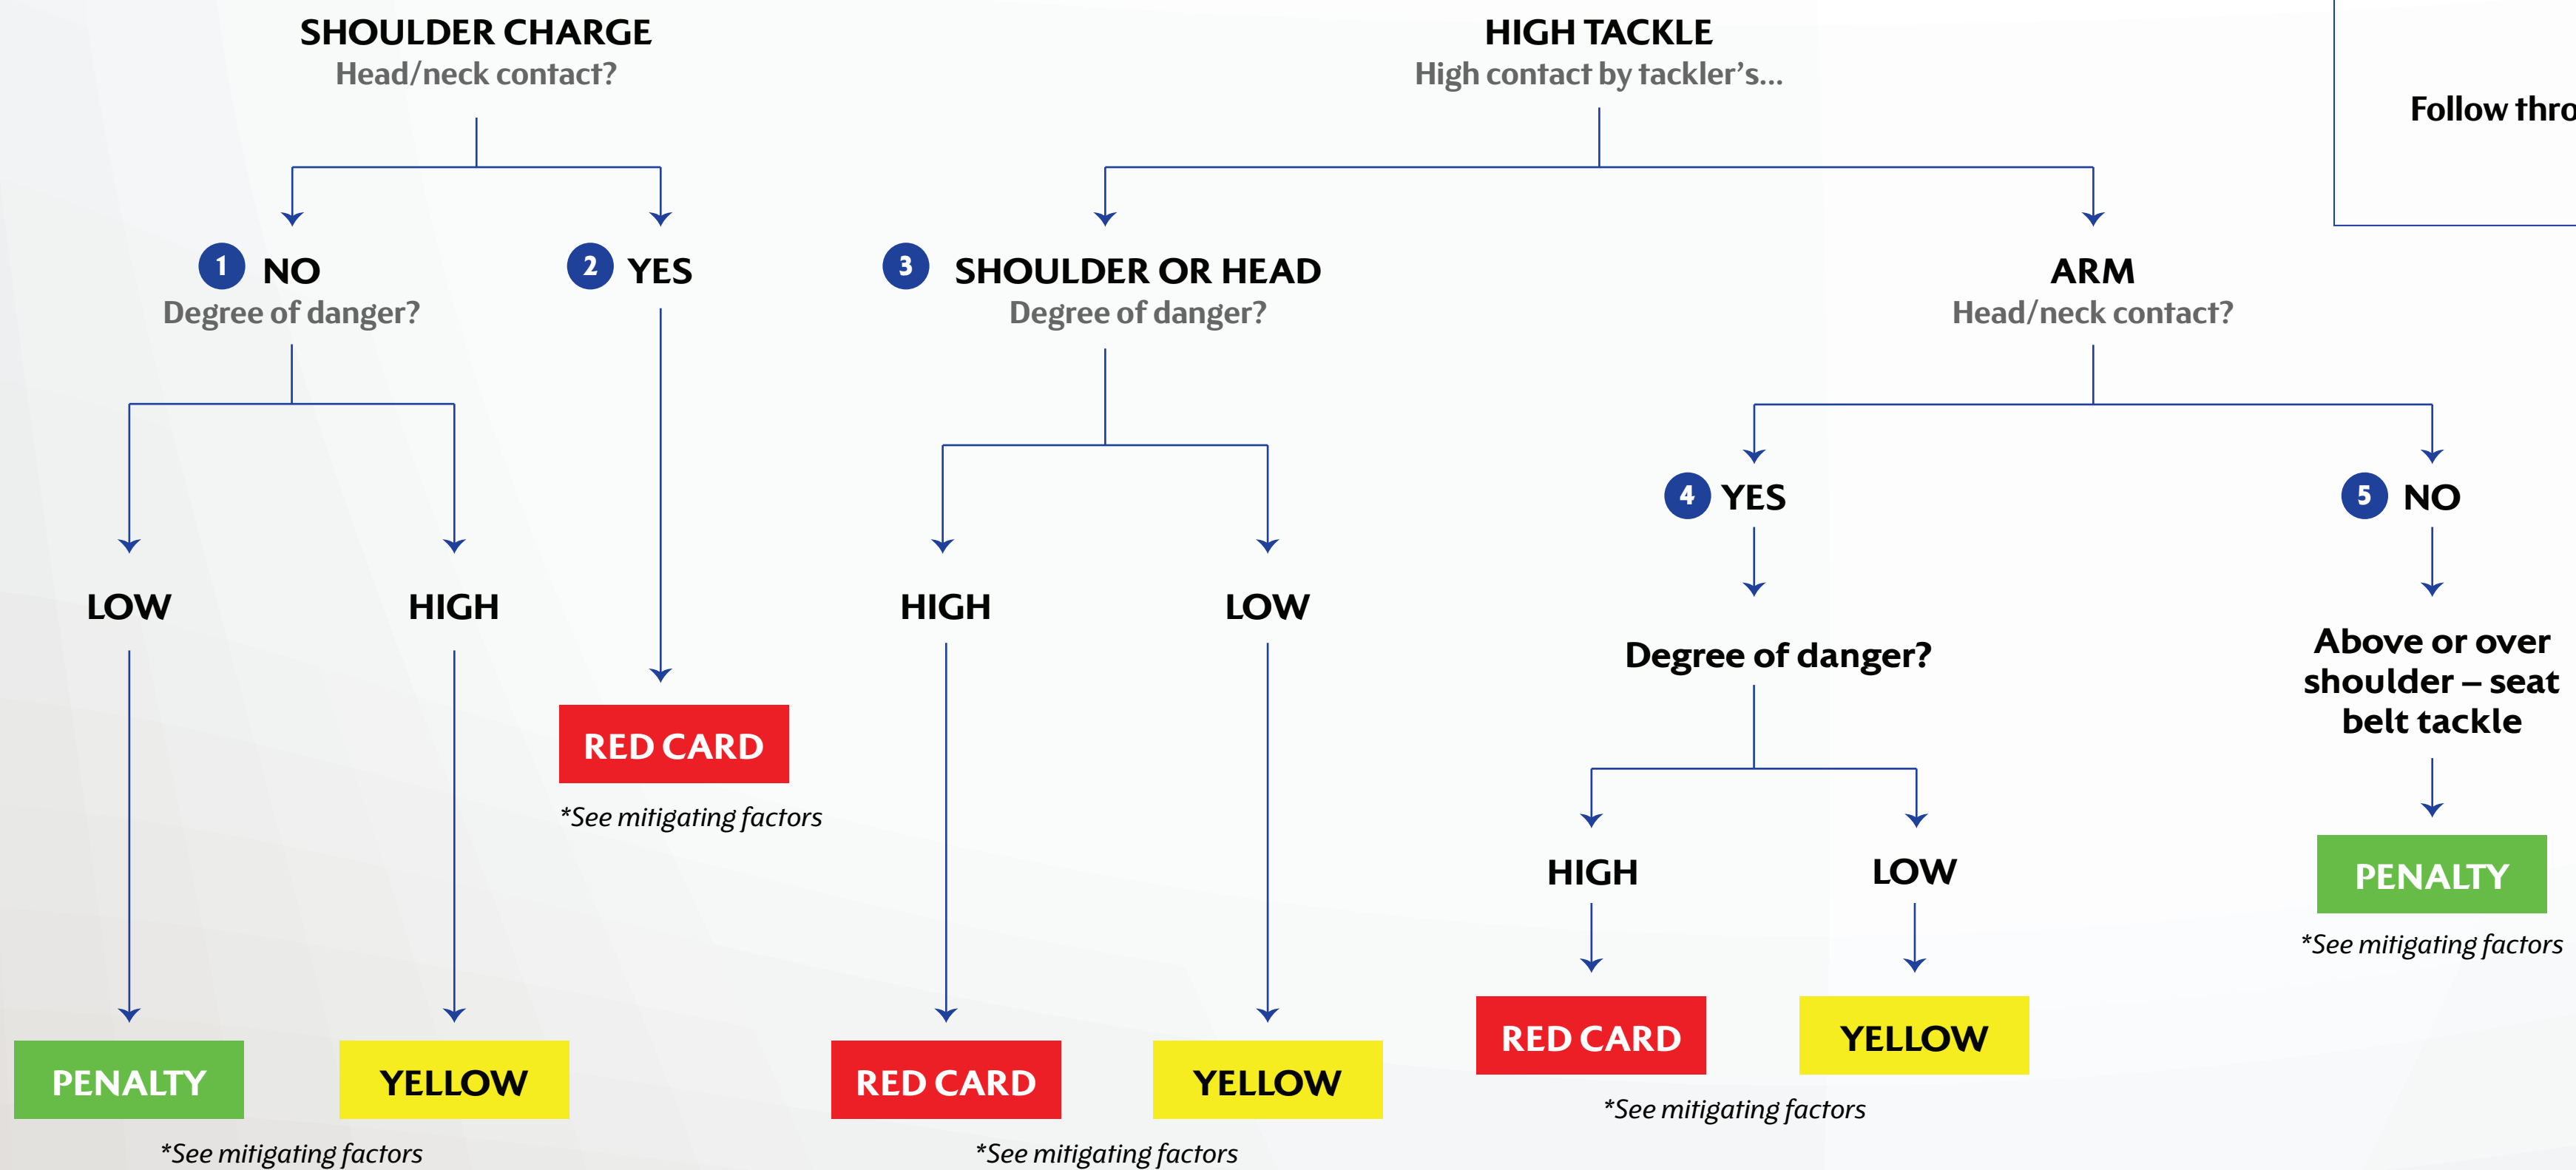 SHOULDER CHARGE
Head/neck contact?
1 NO
Degree of danger?
2 YES
LOW
HIGH
RED CARD
*See mitigating factors
PENALTY
YELLOW
*See mitigating factors
HIGH TACKLE
High contact by tackler's...
3 SHOULDER OR HEAD
Degree of danger?
HIGH
LOW
RED CARD
YELLOW
*See mitigating factors
ARM
Head/neck contact?
4 YES
Degree of danger?
HIGH
LOW
RED CARD
YELLOW
*See mitigating factors
5 NO
Above or over
shoulder – seat
belt tackle
PENALTY
*See mitigating factors
Follow